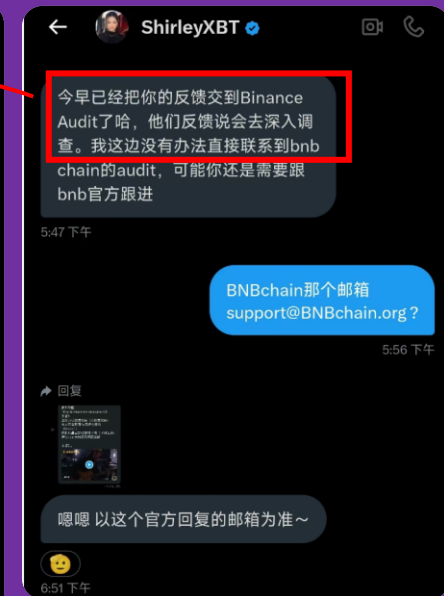 ShirleyXBT
今早已经把你的反馈交到Binance
Audit了哈，他们反馈说会去深入调
查。我这边没有办法直接联系到bnb
chain的audit，可能你还是需要跟
bnb官方跟进
5:47 下午
BNBchain那个邮箱
support@BNBchain.org？
5:56 下午
回复
嗯嗯 以这个官方回复的邮箱为准～
6:51 下午